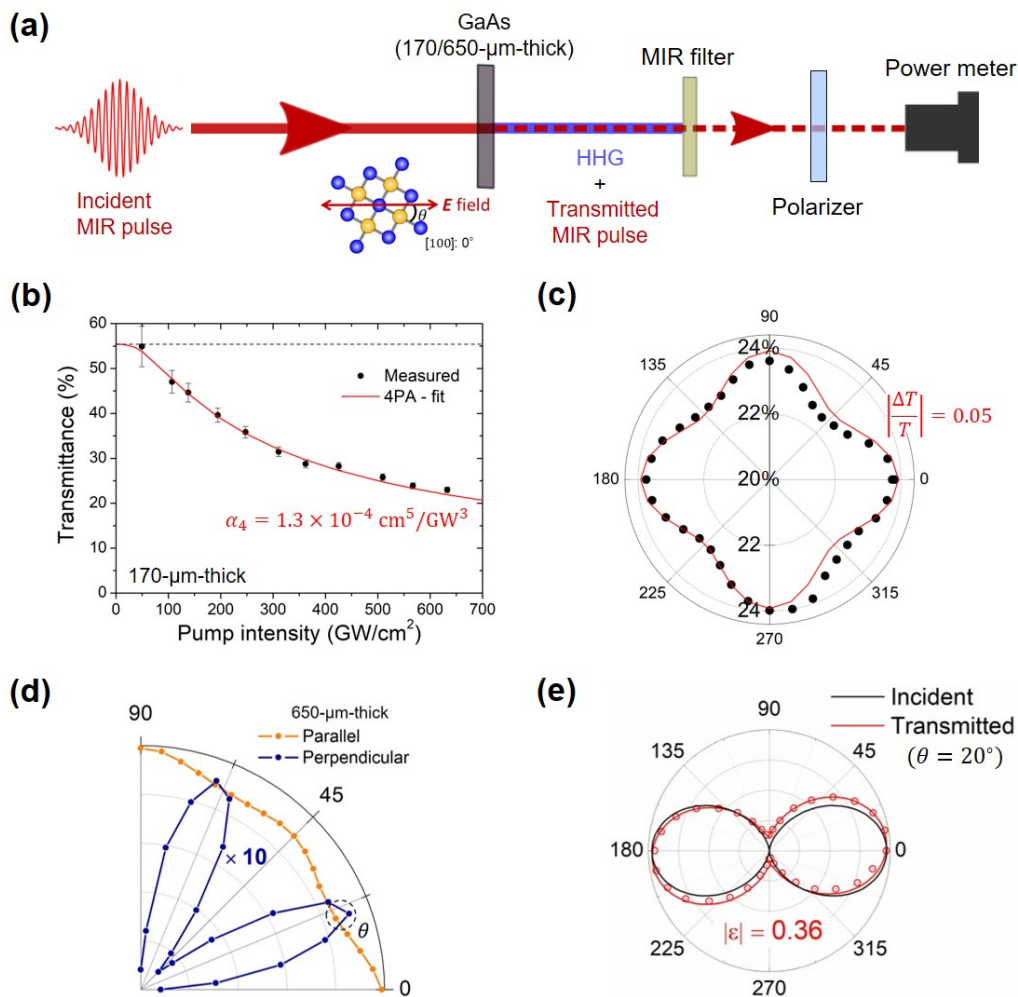 (a)
GaAs
(170/650-μm-thick)
MIR filter
Power meter
Incident
MIR pulse
E field
θ
[100]: 0°
HHG
+
Transmitted
MIR pulse
Polarizer
(b)
Transmittance (%)
60
50
40
30
20
10
0
Measured
4PA - fit
α₄ = 1.3 × 10⁻⁴ cm⁵/GW³
170-μm-thick
0 100 200 300 400 500 600 700
Pump intensity (GW/cm²)
(c)
90
135
45
24%
22%
20%
|ΔT/T| = 0.05
180
0
22
24
225
315
270
(d)
90
650-μm-thick
Parallel
Perpendicular
45
× 10
θ
0
(e)
Incident
Transmitted
(θ = 20°)
90
135
45
180
0
|ε| = 0.36
225
315
270